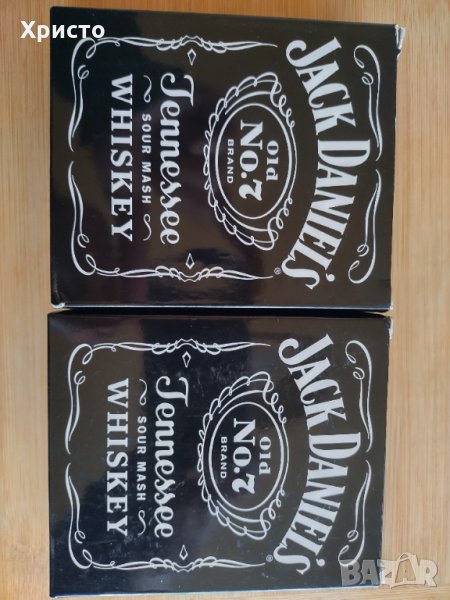 Христо
JACK DANIEL'S
OLD
NO. 7
BRAND
Tennessee
SOUR MASH
WHISKEY
JACK DANIEL'S
OLD
NO. 7
BRAND
Tennessee
SOUR MASH
WHISKEY
BAZAR